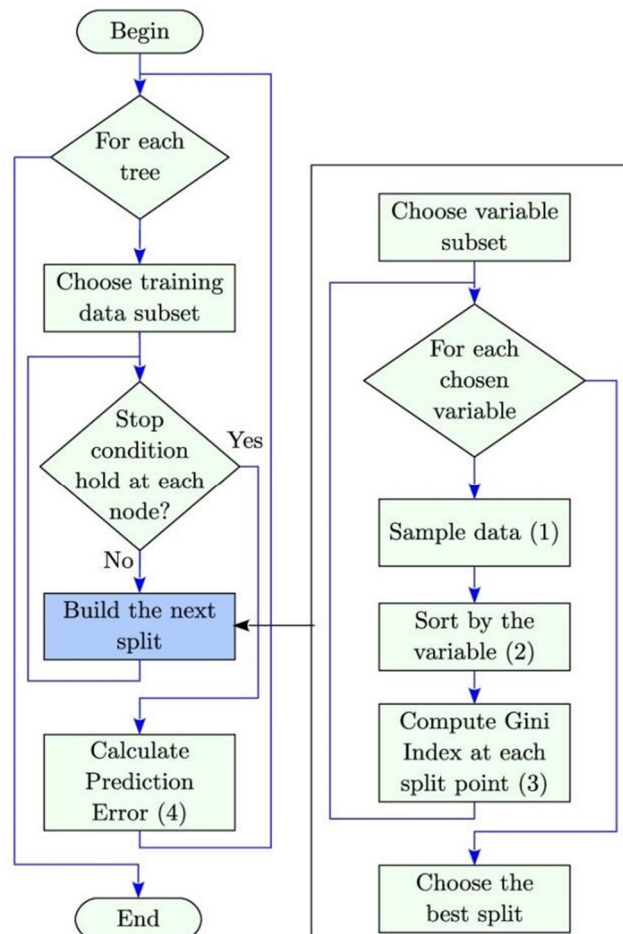 Begin
For each
tree
Choose training
data subset
Stop
condition
hold at each
node?
Yes
No
Build the next
split
Calculate
Prediction
Error (4)
End
Choose variable
subset
For each
chosen
variable
Sample data (1)
Sort by the
variable (2)
Compute Gini
Index at each
split point (3)
Choose the
best split